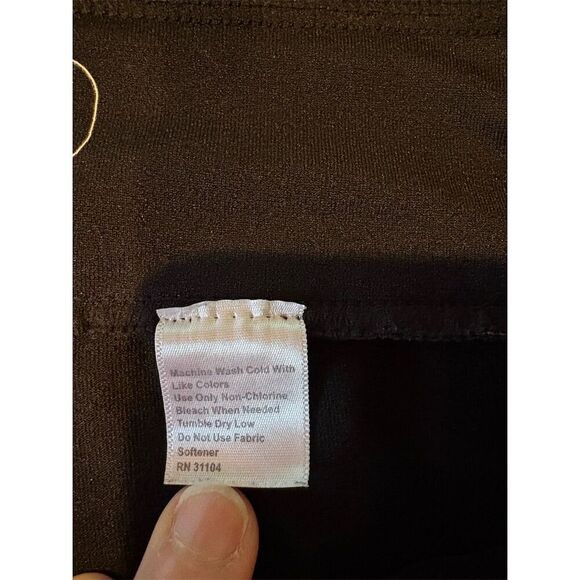 Machine Wash Cold With
Like Colors
Use Only Non-Chlorine
Bleach When Needed
Tumble Dry Low
Do Not Use Fabric
Softener
RN 31104